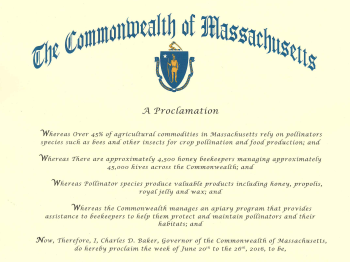 The Commonwealth of Massachusetts
A Proclamation
Whereas Over 45% of agricultural commodities in Massachusetts rely on pollinators
species such as bees and other insects for crop pollination and food production; and
Whereas There are approximately 4,500 honey beekeepers managing approximately
45,000 hives across the Commonwealth; and
Whereas Pollinator species produce valuable products including honey, propolis,
royal jelly and wax; and
Whereas the Commonwealth manages an apiary program that provides
assistance to beekeepers to help them protect and maintain pollinators and their
habitats; and
Now, Therefore, I, Charles D. Baker, Governor of the Commonwealth of Massachusetts,
do hereby proclaim the week of June 20th to the 26th, 2016, to be,